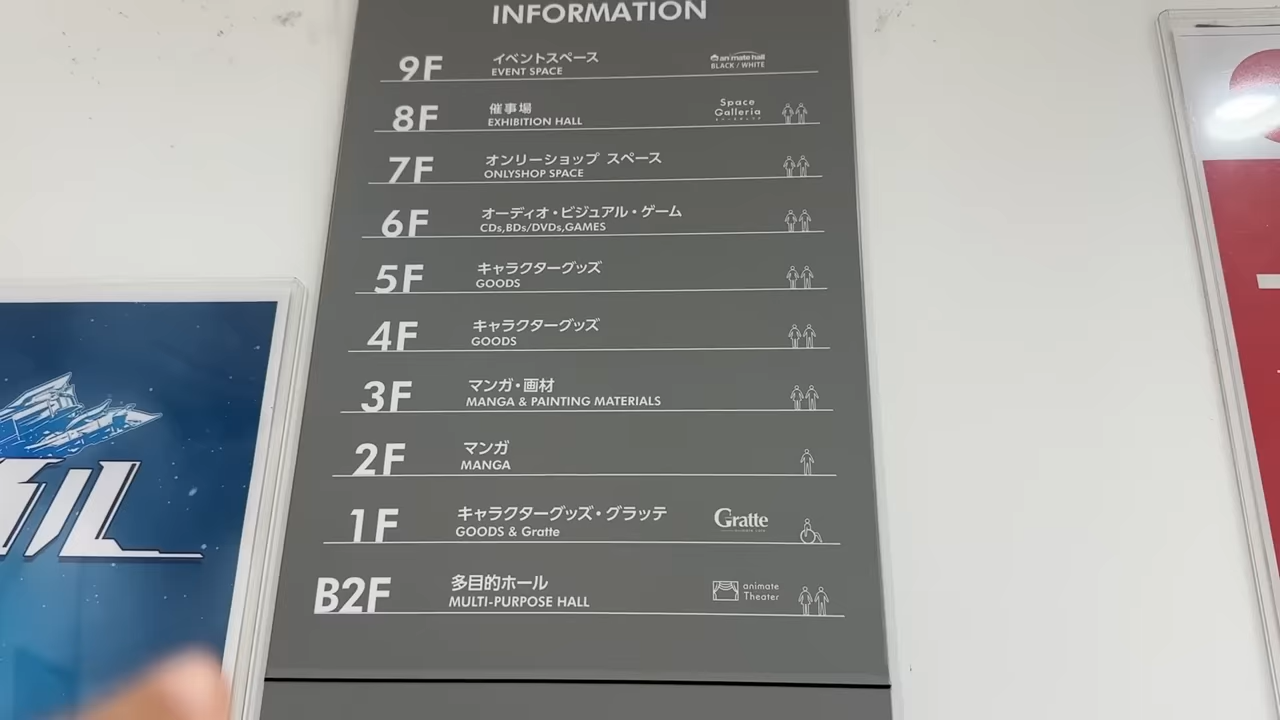 INFORMATION
9F
イベントスペース
EVENT SPACE
animate hall
BLACK / WHITE
8F
催事場
EXHIBITION HALL
Space
Galleria
7F
オンリーショップ スペース
ONLYSHOP SPACE
6F
オーディオ・ビジュアル・ゲーム
CDs,BDs/DVDs,GAMES
5F
キャラクターグッズ
GOODS
4F
キャラクターグッズ
GOODS
3F
マンガ・画材
MANGA & PAINTING MATERIALS
2F
マンガ
MANGA
1F
キャラクターグッズ・グラッテ
GOODS & Gratte
Gratte
B2F
多目的ホール
MULTI-PURPOSE HALL
animate
Theater